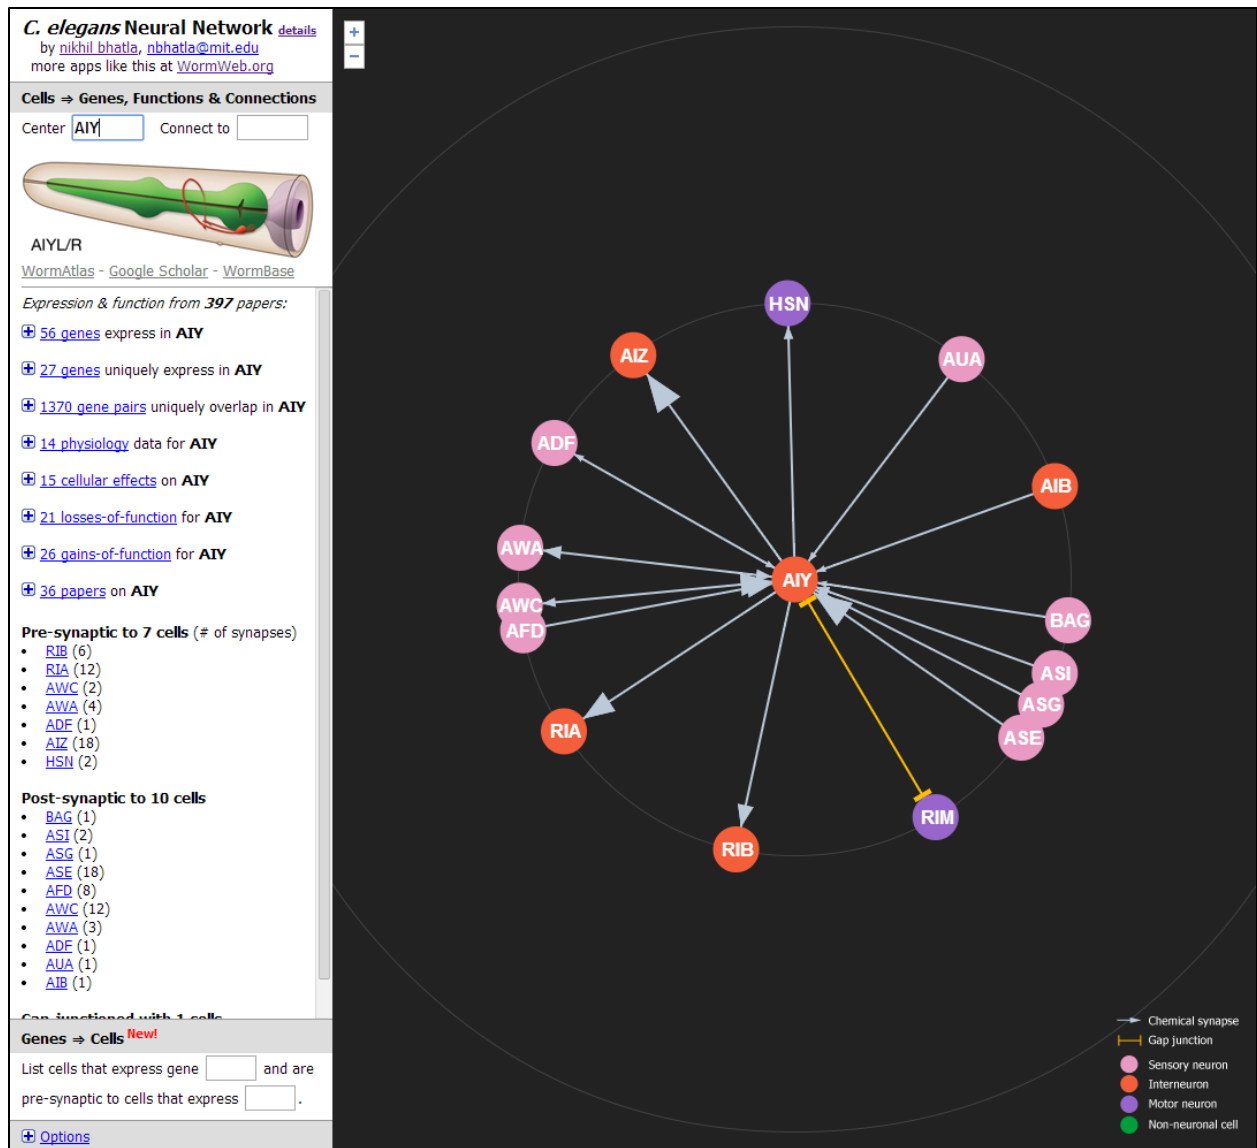 C. elegans Neural Network details
by nikhil bhatla, nbhatla@mit.edu
more apps like this at WormWeb.org
Cells ⇒ Genes, Functions & Connections
Center AIY Connect to
AIYL/R
WormAtlas - Google Scholar - WormBase
Expression & function from 397 papers:
56 genes express in AIY
27 genes uniquely express in AIY
1370 gene pairs uniquely overlap in AIY
14 physiology data for AIY
15 cellular effects on AIY
21 losses-of-function for AIY
26 gains-of-function for AIY
36 papers on AIY
Pre-synaptic to 7 cells (# of synapses)
• RIB (6)
• RIA (12)
• AWC (2)
• AWA (4)
• ADF (1)
• AIZ (18)
• HSN (2)
Post-synaptic to 10 cells
• BAG (1)
• ASI (2)
• ASG (1)
• ASE (18)
• AFD (8)
• AWC (12)
• AWA (3)
• ADF (1)
• AUA (1)
• AIB (1)
Gap-junctioned with 1 cells
Genes ⇒ Cells New!
List cells that express gene and are
pre-synaptic to cells that express .
Options
+
−
HSN
AIZ
AUA
ADF
AIB
AWA
AIY
AWC
BAG
AFD
ASI
ASG
RIA
ASE
RIM
RIB
Chemical synapse
Gap junction
Sensory neuron
Interneuron
Motor neuron
Non-neuronal cell